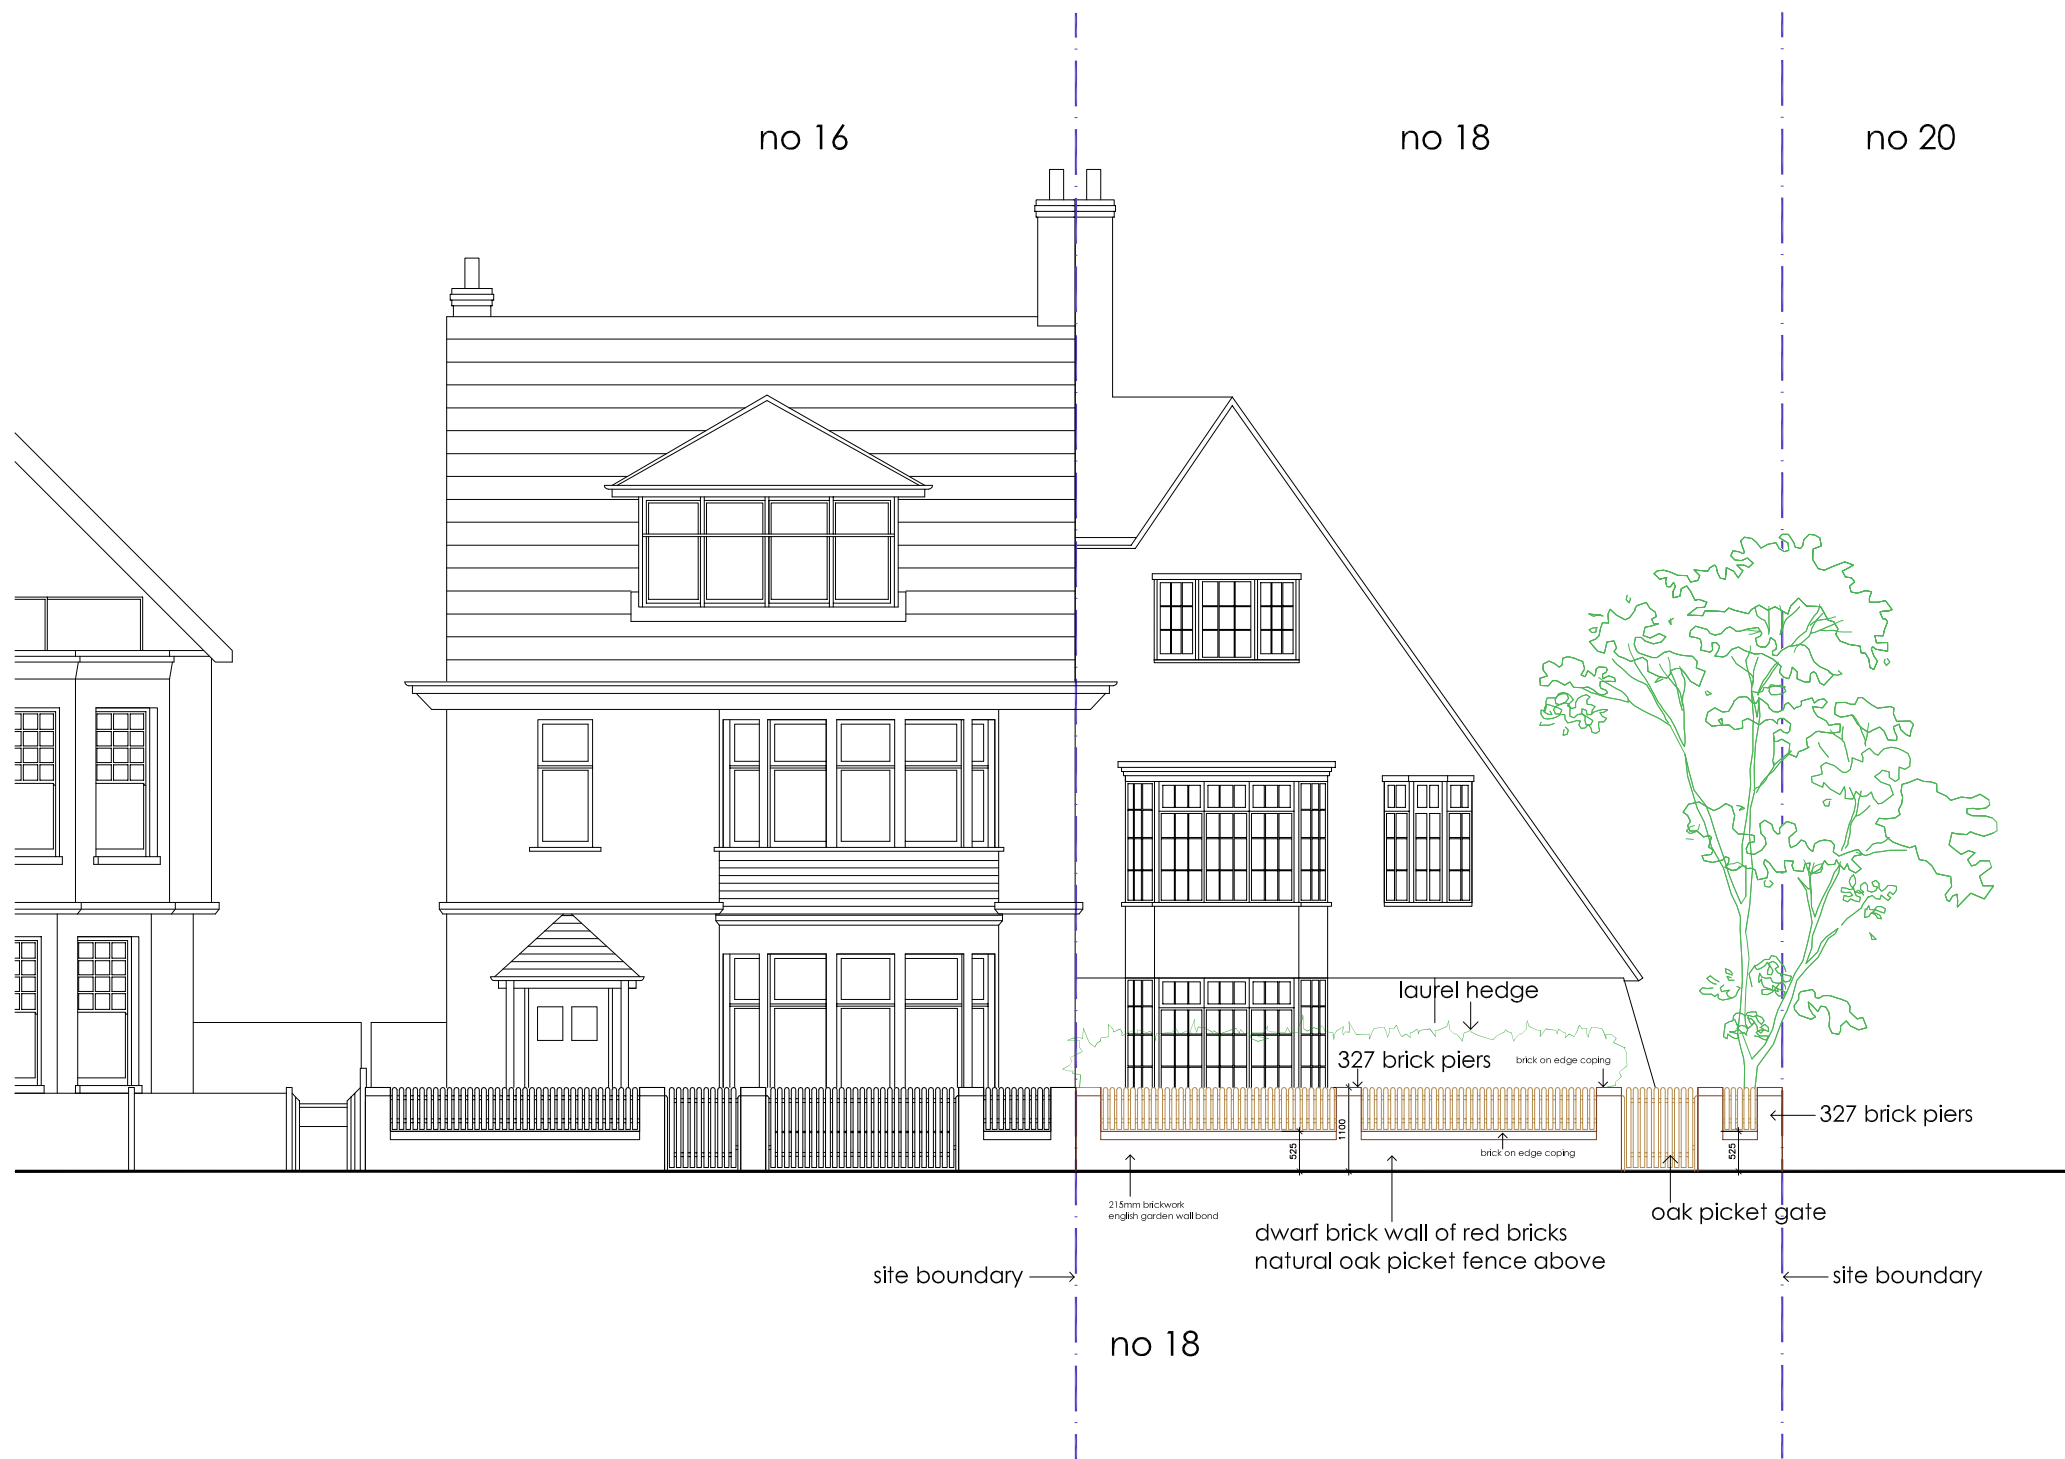 no 16
no 18
no 20
laurel hedge
327 brick piers
brick on edge coping
327 brick piers
1100
525
brick on edge coping
525
215mm brickwork
english garden wall bond
oak picket gate
dwarf brick wall of red bricks
natural oak picket fence above
site boundary
site boundary
no 18